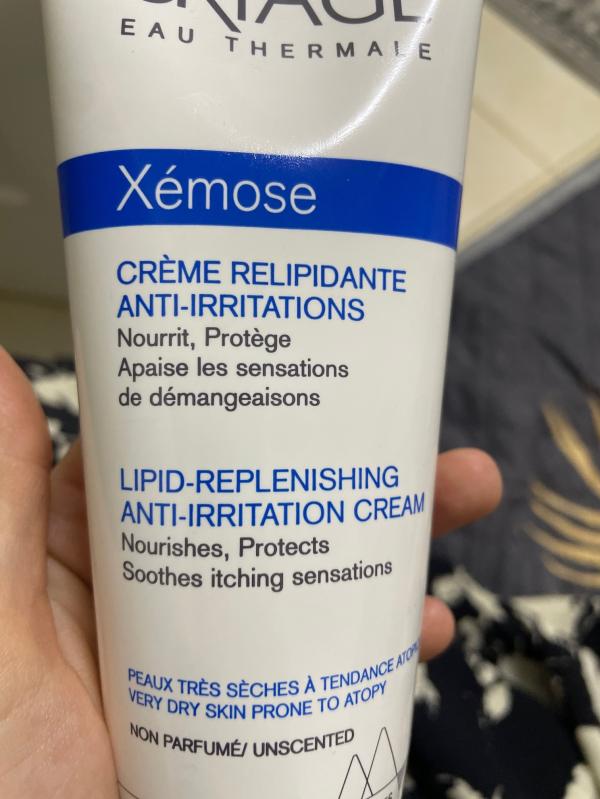 EAU THERMALE
Xémose
CRÈME RELIPIDANTE
ANTI-IRRITATIONS
Nourrit, Protège
Apaise les sensations
de démangeaisons
LIPID-REPLENISHING
ANTI-IRRITATION CREAM
Nourishes, Protects
Soothes itching sensations
PEAUX TRÈS SÈCHES À TENDANCE
VERY DRY SKIN PRONE TO ATOPY
NON PARFUMÉ/ UNSCENTED